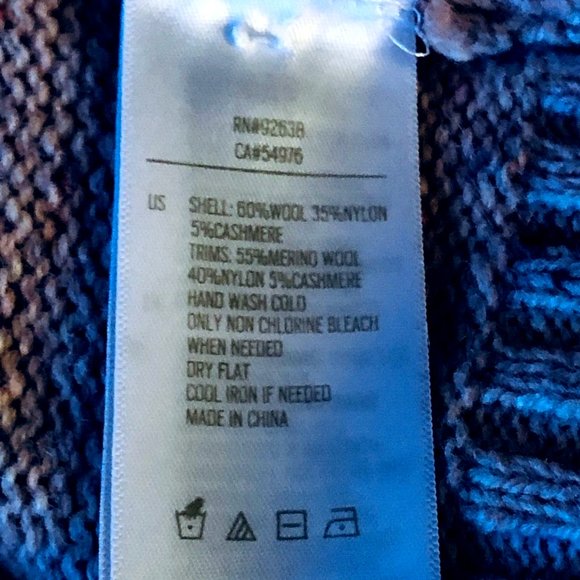 RN#92638
CA#54976
US SHELL: 60%WOOL 35%NYLON
5%CASHMERE
TRIMS: 55%MERINO WOOL
40%NYLON 5%CASHMERE
HAND WASH COLD
ONLY NON CHLORINE BLEACH
WHEN NEEDED
DRY FLAT
COOL IRON IF NEEDED
MADE IN CHINA